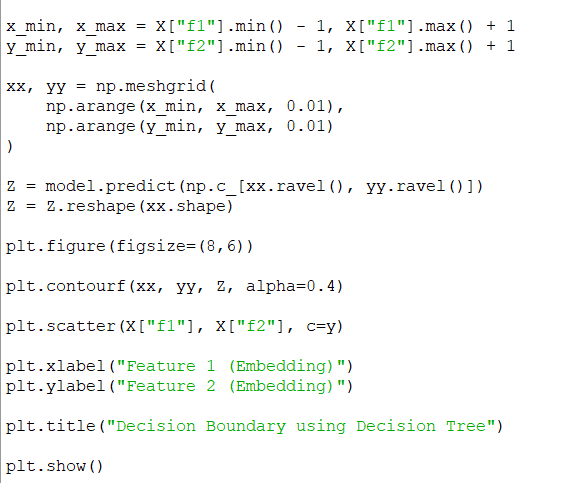 x_min, x_max = X["f1"].min() - 1, X["f1"].max() + 1
y_min, y_max = X["f2"].min() - 1, X["f2"].max() + 1

xx, yy = np.meshgrid(
    np.arange(x_min, x_max, 0.01),
    np.arange(y_min, y_max, 0.01)
)

Z = model.predict(np.c_[xx.ravel(), yy.ravel()])
Z = Z.reshape(xx.shape)

plt.figure(figsize=(8,6))

plt.contourf(xx, yy, Z, alpha=0.4)

plt.scatter(X["f1"], X["f2"], c=y)

plt.xlabel("Feature 1 (Embedding)")
plt.ylabel("Feature 2 (Embedding)")

plt.title("Decision Boundary using Decision Tree")

plt.show()